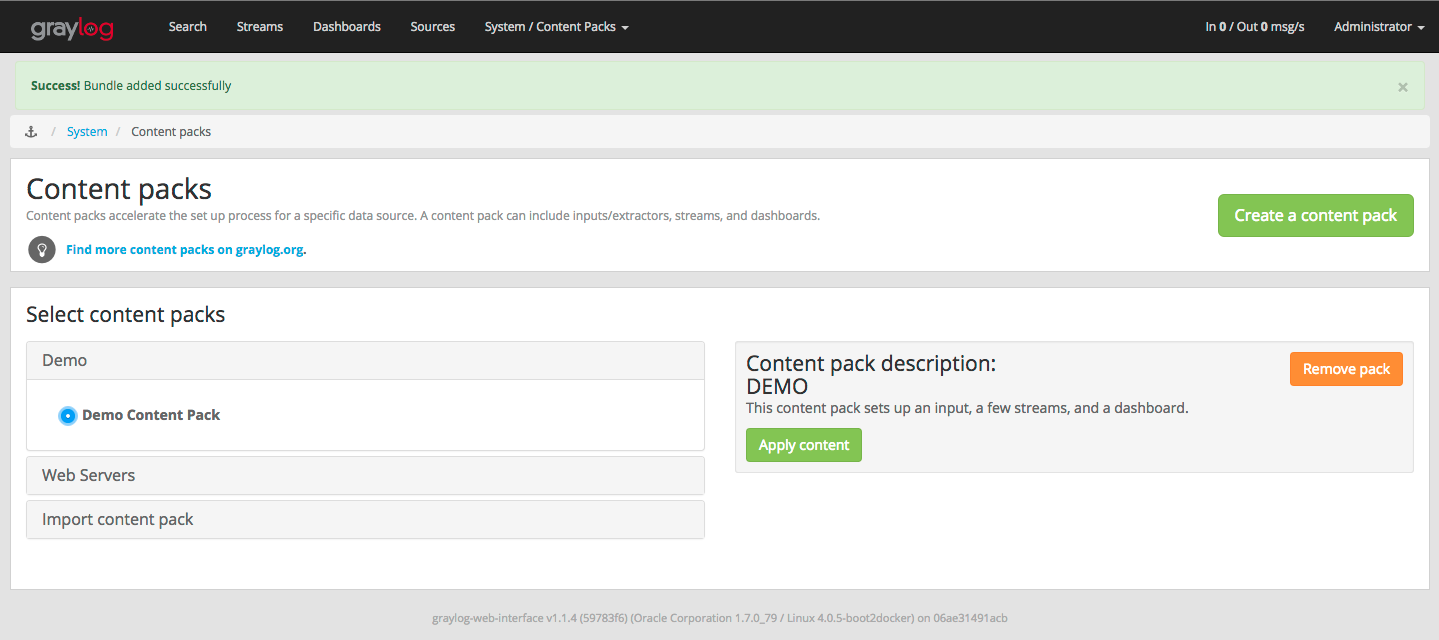 graylog Search Streams Dashboards Sources System / Content Packs In 0 / Out 0 msg/s Administrator
Success! Bundle added successfully ×
/ System / Content packs
Content packs
Content packs accelerate the set up process for a specific data source. A content pack can include inputs/extractors, streams, and dashboards.
Create a content pack
Find more content packs on graylog.org.
Select content packs
Demo
Demo Content Pack
Web Servers
Import content pack
Content pack description:
DEMO
Remove pack
This content pack sets up an input, a few streams, and a dashboard.
Apply content
graylog-web-interface v1.1.4 (59783f6) (Oracle Corporation 1.7.0_79 / Linux 4.0.5-boot2docker) on 06ae31491acb